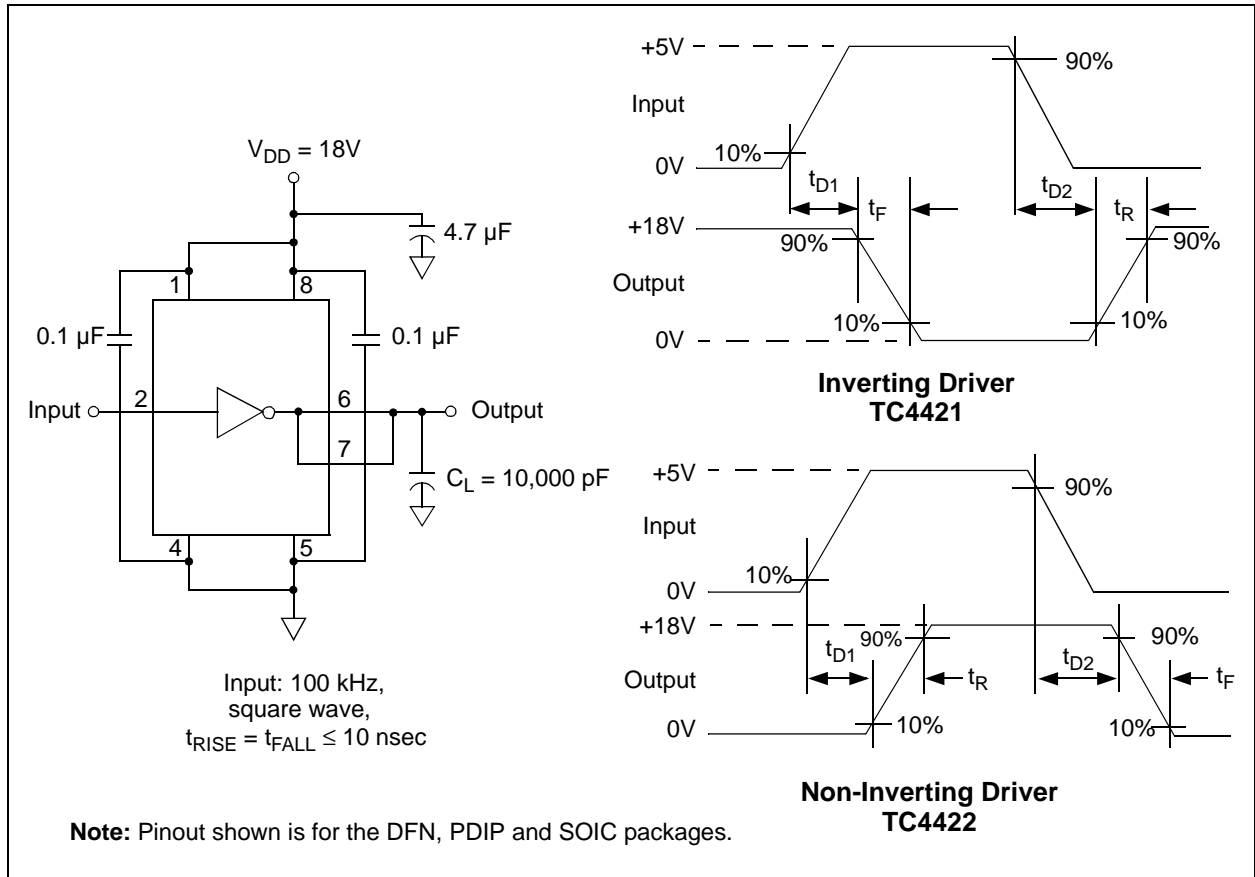 V_DD = 18V
4.7 µF
1
8
0.1 µF
0.1 µF
Input
2
6
Output
7
C_L = 10,000 pF
4
5
Input: 100 kHz,
square wave,
t_RISE = t_FALL ≤ 10 nsec
+5V
90%
Input
10%
0V
t_D1
t_F
t_D2
t_R
+18V
90%
90%
Output
10%
10%
0V
Inverting Driver
TC4421
+5V
90%
Input
10%
0V
+18V
t_D1
90%
t_D2
90%
Output
t_R
t_F
0V
10%
10%
Non-Inverting Driver
TC4422
Note: Pinout shown is for the DFN, PDIP and SOIC packages.